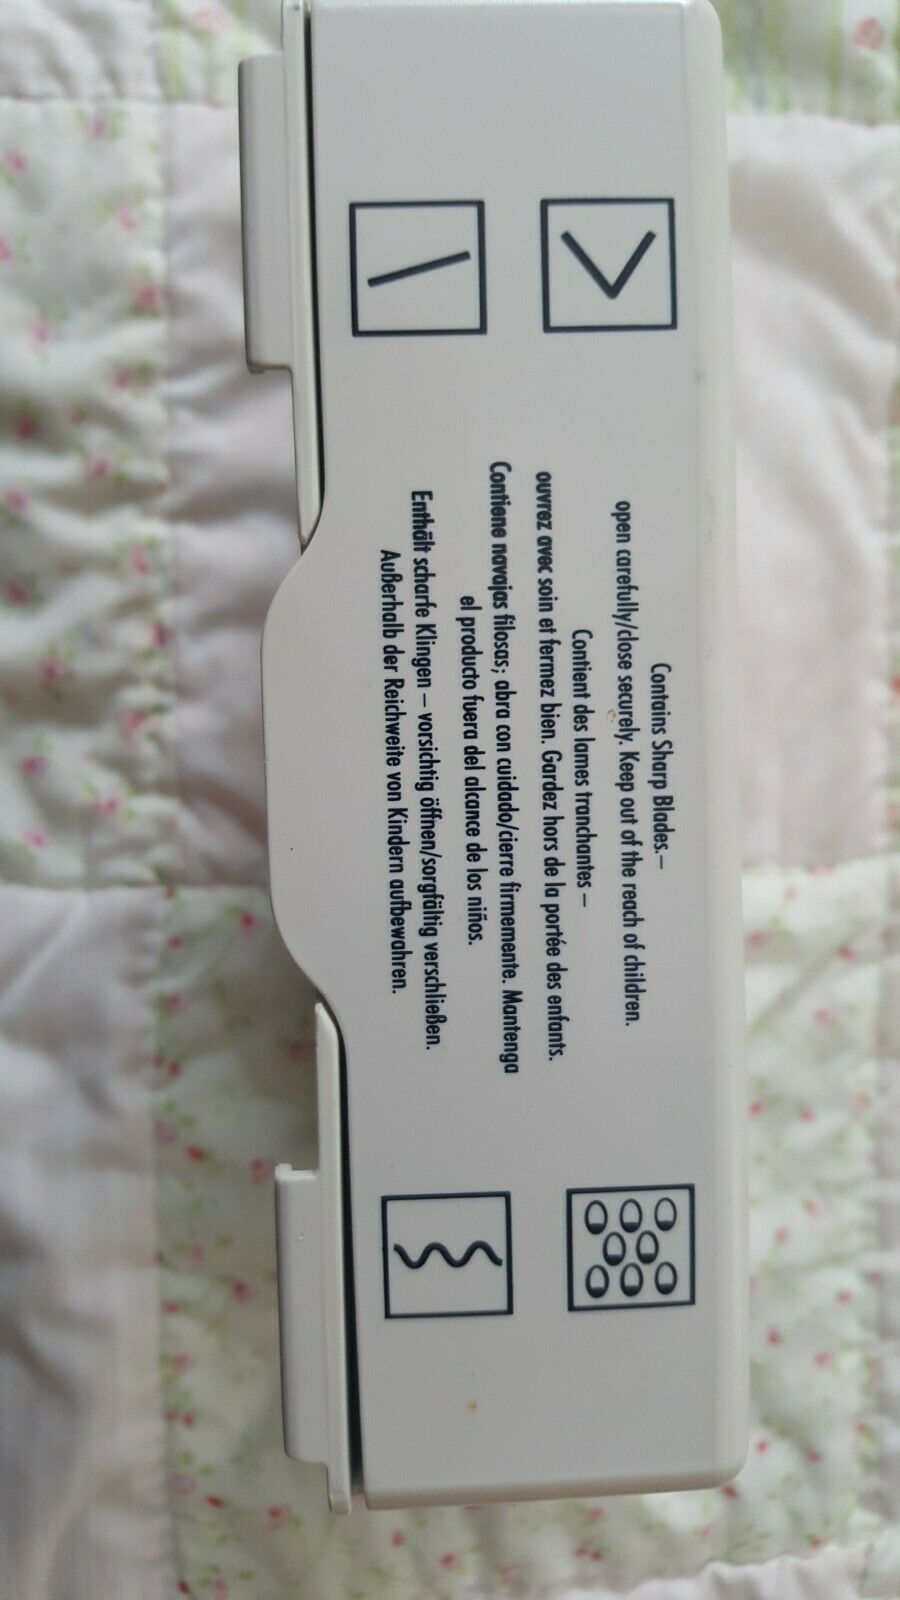 Contains Sharp Blades.–
open carefully/close securely. Keep out of the reach of children.
Contient des lames tranchantes –
ouvrez avec soin et fermez bien. Gardez hors de la portée des enfants.
Contiene navajas filosas; abra con cuidado/cierre firmemente. Mantenga
el producto fuera del alcance de los niños.
Enthält scharfe Klingen – vorsichtig öffnen/sorgfältig verschließen.
Außerhalb der Reichweite von Kindern aufbewahren.